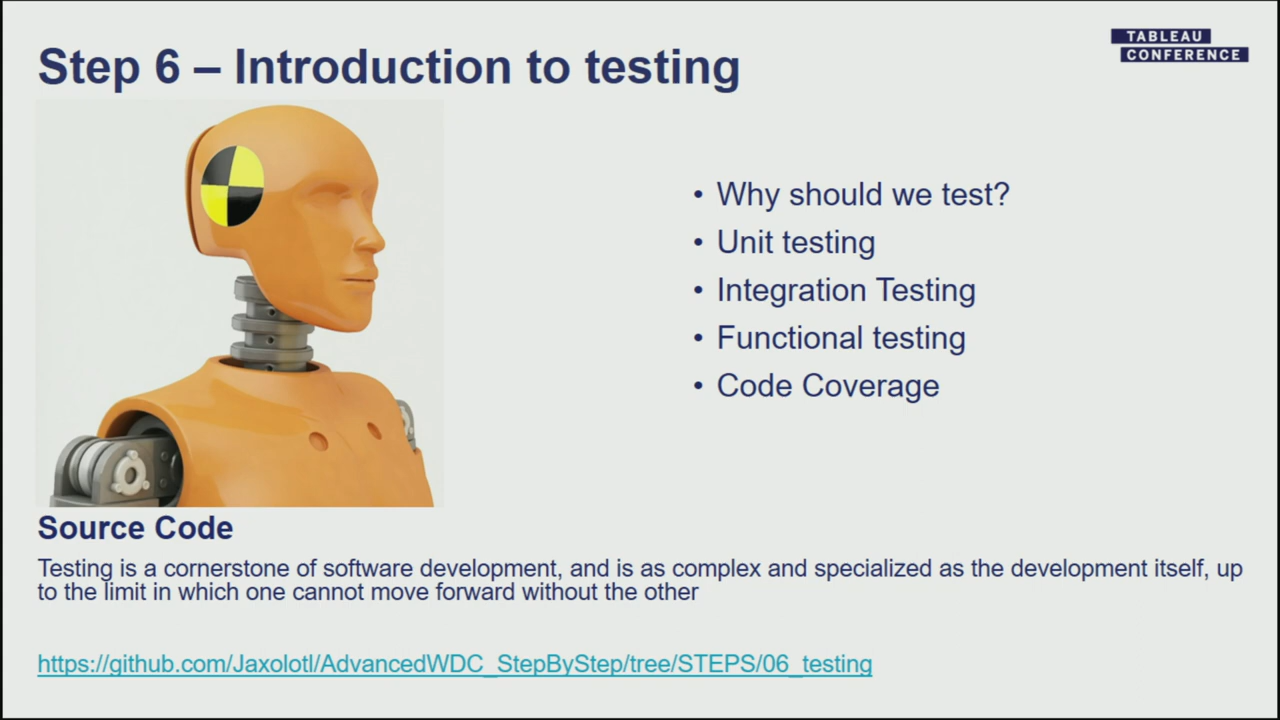 Step 6 – Introduction to testing
TABLEAU
CONFERENCE
• Why should we test?
• Unit testing
• Integration Testing
• Functional testing
• Code Coverage
Source Code
Testing is a cornerstone of software development, and is as complex and specialized as the development itself, up
to the limit in which one cannot move forward without the other
https://github.com/Jaxolotl/AdvancedWDC_StepByStep/tree/STEPS/06_testing